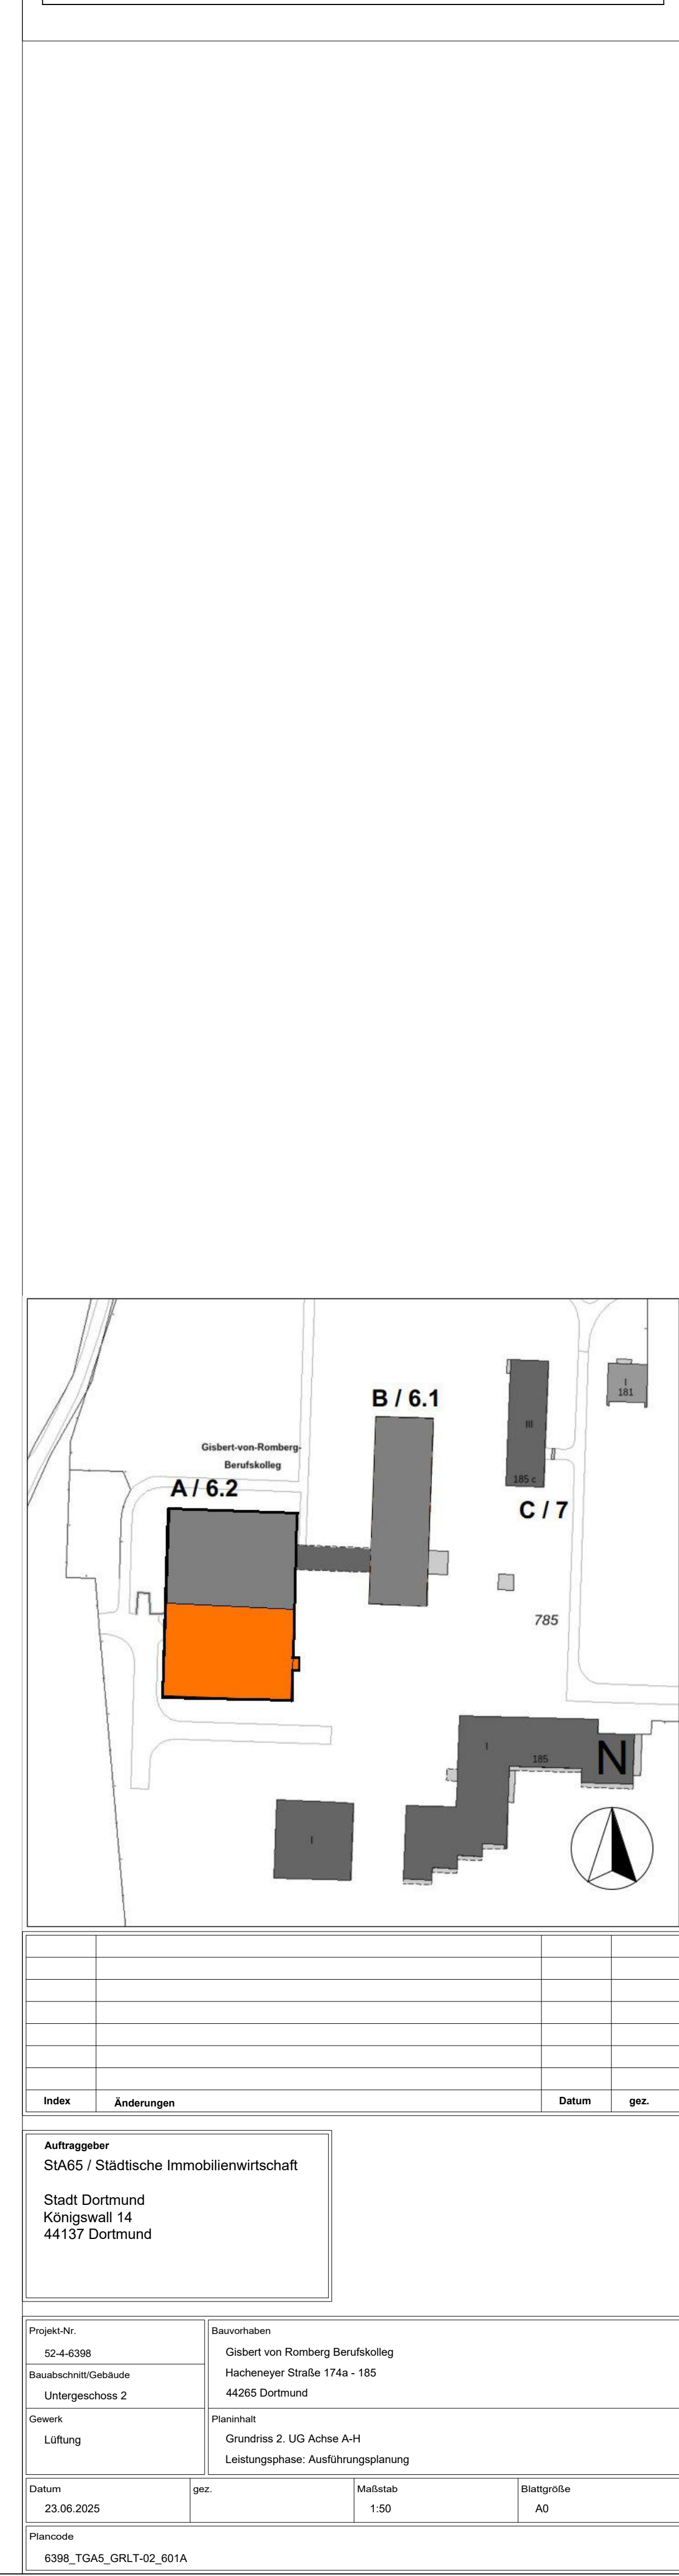 B / 6.1
I
181
III
Gisbert-von-Romberg-
Berufskolleg
A / 6.2
185 c
C / 7
785
I
185
N
I
Index Änderungen Datum gez.
Auftraggeber
StA65 / Städtische Immobilienwirtschaft
Stadt Dortmund
Königswall 14
44137 Dortmund
Projekt-Nr.
52-4-6398
Bauvorhaben
Gisbert von Romberg Berufskolleg
Hacheneyer Straße 174a - 185
44265 Dortmund
Bauabschnitt/Gebäude
Untergeschoss 2
Gewerk
Lüftung
Planinhalt
Grundriss 2. UG Achse A-H
Leistungsphase: Ausführungsplanung
Datum gez. Maßstab Blattgröße
23.06.2025 1:50 A0
Plancode
6398_TGA5_GRLT-02_601A